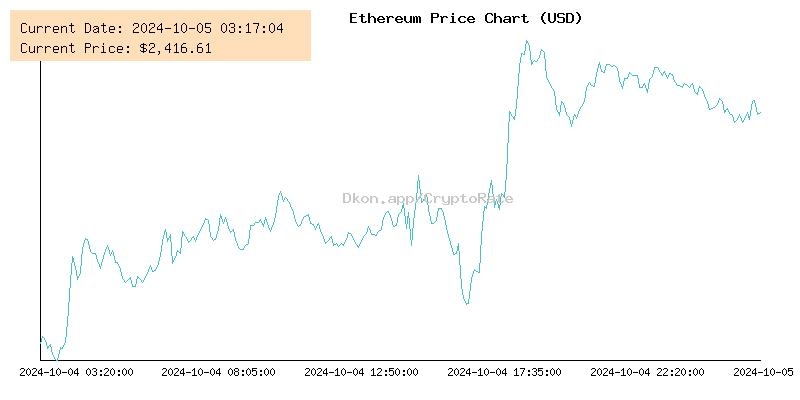 Ethereum Price Chart (USD)
Current Date: 2024-10-05 03:17:04
Current Price: $2,416.61
Dkon.app/CryptoRate
2024-10-04 03:20:00 2024-10-04 08:05:00 2024-10-04 12:50:00 2024-10-04 17:35:00 2024-10-04 22:20:00 2024-10-05